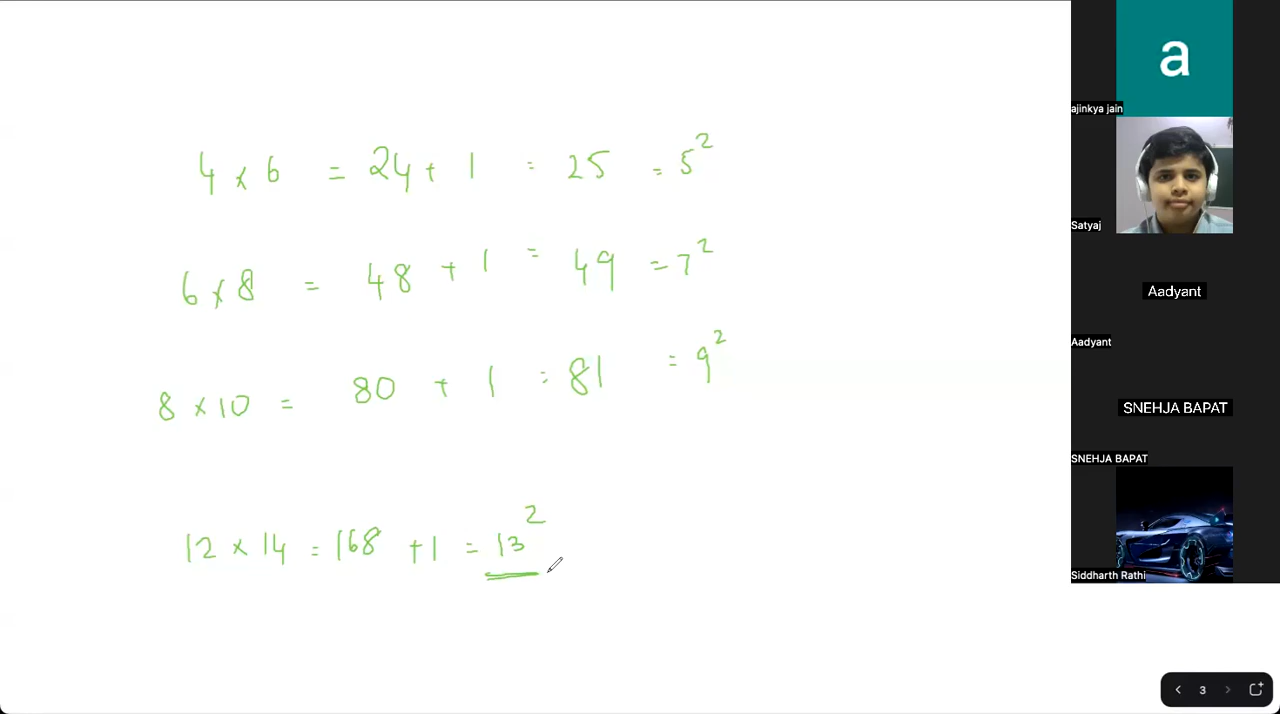 4 × 6 = 24 + 1 = 25 = 5²
6 × 8 = 48 + 1 = 49 = 7²
8 × 10 = 80 + 1 = 81 = 9²
12 × 14 = 168 + 1 = 13²
a
ajinkya jain
Satyaj
Aadyant
Aadyant
SNEHJA BAPAT
SNEHJA BAPAT
Siddharth Rathi
3